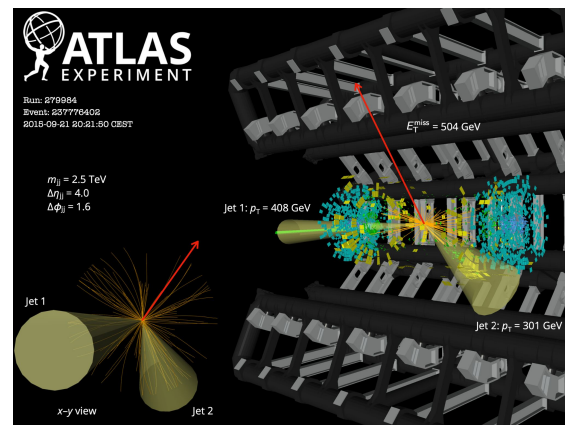 ATLAS
EXPERIMENT
Run: 279984
Event: 237776402
2015-09-21 20:21:50 CEST
E_T^miss = 504 GeV
m_jj = 2.5 TeV
Δη_jj = 4.0
Δϕ_jj = 1.6
Jet 1: p_T = 408 GeV
Jet 1
Jet 2: p_T = 301 GeV
x–y view
Jet 2